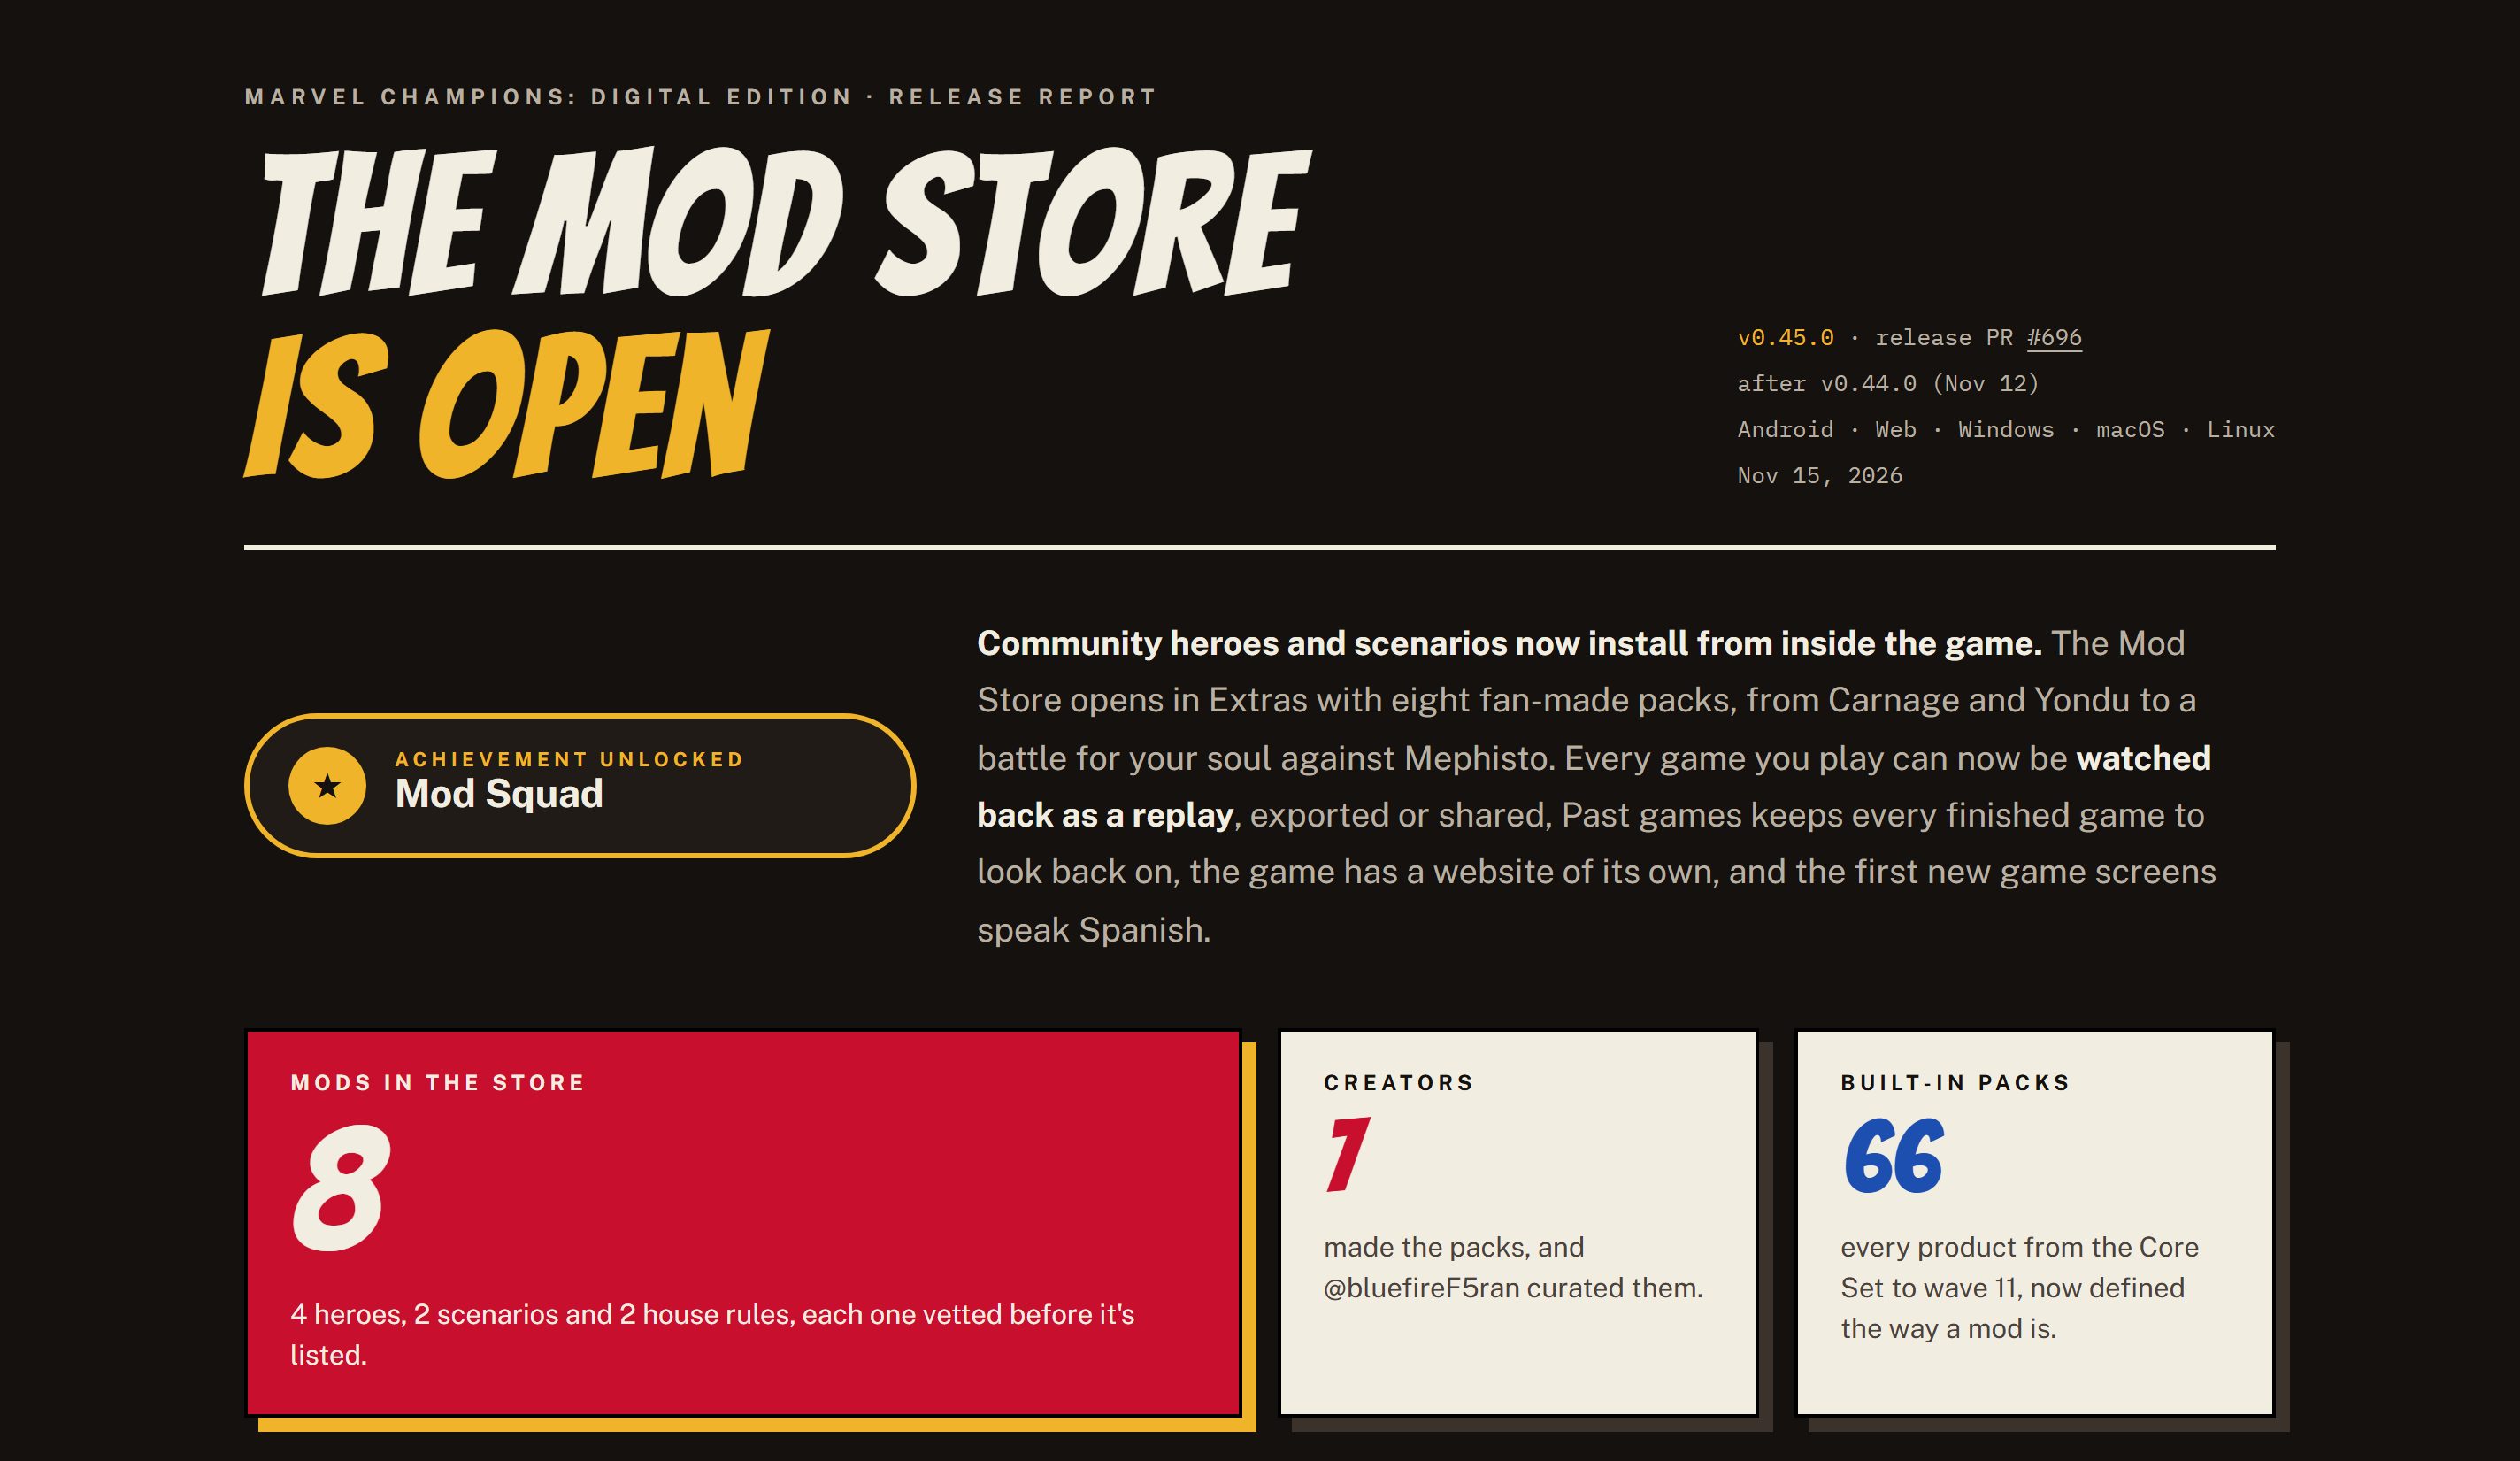 MARVEL CHAMPIONS: DIGITAL EDITION · RELEASE REPORT
THE MOD STORE
IS OPEN
v0.45.0 · release PR #696
after v0.44.0 (Nov 12)
Android · Web · Windows · macOS · Linux
Nov 15, 2026
ACHIEVEMENT UNLOCKED
Mod Squad
Community heroes and scenarios now install from inside the game. The Mod
Store opens in Extras with eight fan-made packs, from Carnage and Yondu to a
battle for your soul against Mephisto. Every game you play can now be watched
back as a replay, exported or shared, Past games keeps every finished game to
look back on, the game has a website of its own, and the first new game screens
speak Spanish.
MODS IN THE STORE
8
4 heroes, 2 scenarios and 2 house rules, each one vetted before it's
listed.
CREATORS
7
made the packs, and
@bluefireF5ran curated them.
BUILT-IN PACKS
66
every product from the Core
Set to wave 11, now defined
the way a mod is.